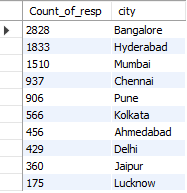 Count_of_resp city
2828 Bangalore
1833 Hyderabad
1510 Mumbai
937 Chennai
906 Pune
566 Kolkata
456 Ahmedabad
429 Delhi
360 Jaipur
175 Lucknow